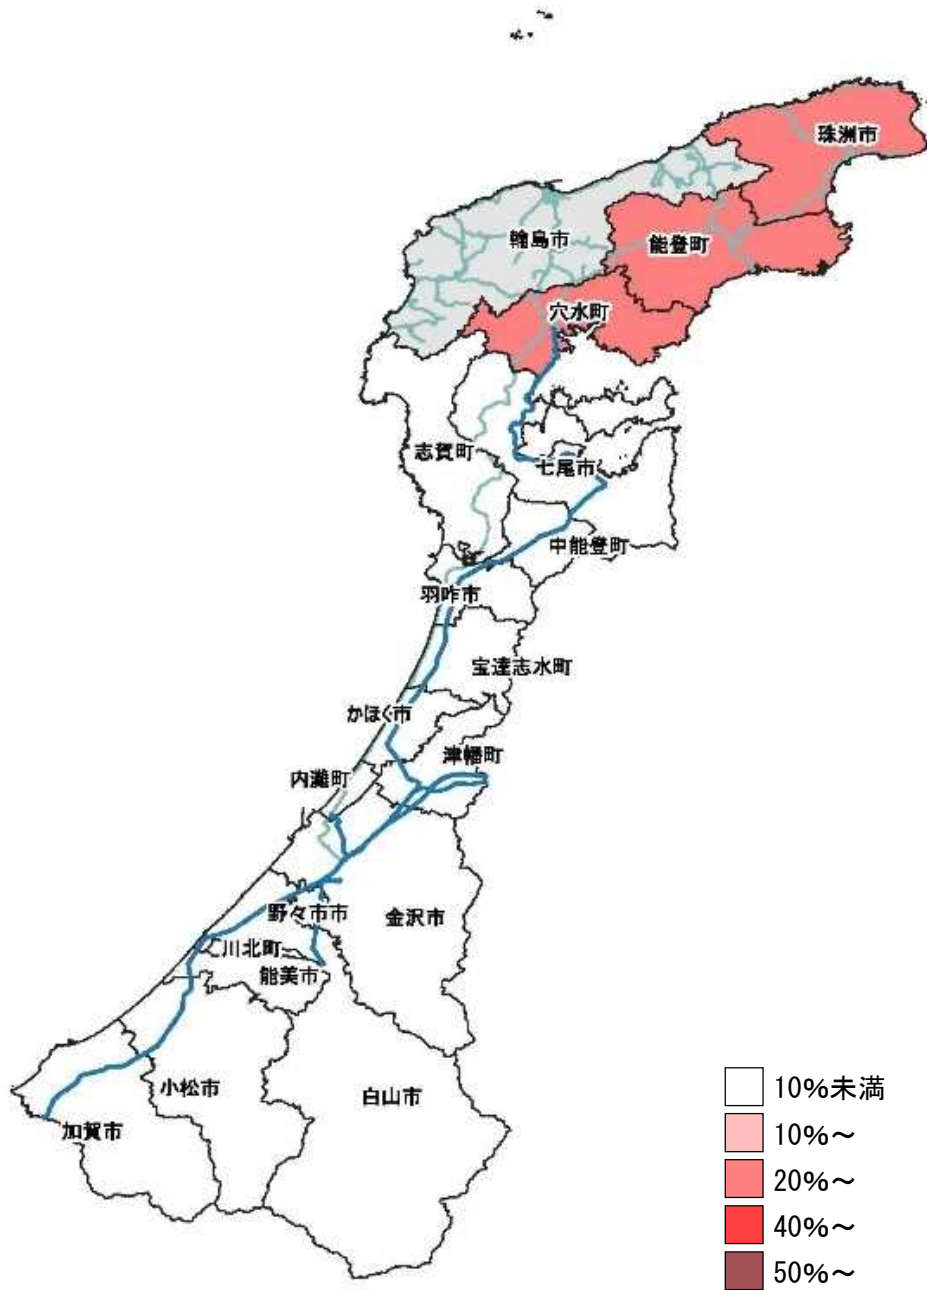 珠洲市
輪島市
能登町
穴水町
志賀町
七尾市
中能登町
羽咋市
宝達志水町
かほく市
津幡町
内灘町
野々市市
金沢市
川北町
能美市
小松市
白山市
加賀市
10%未満
10%～
20%～
40%～
50%～